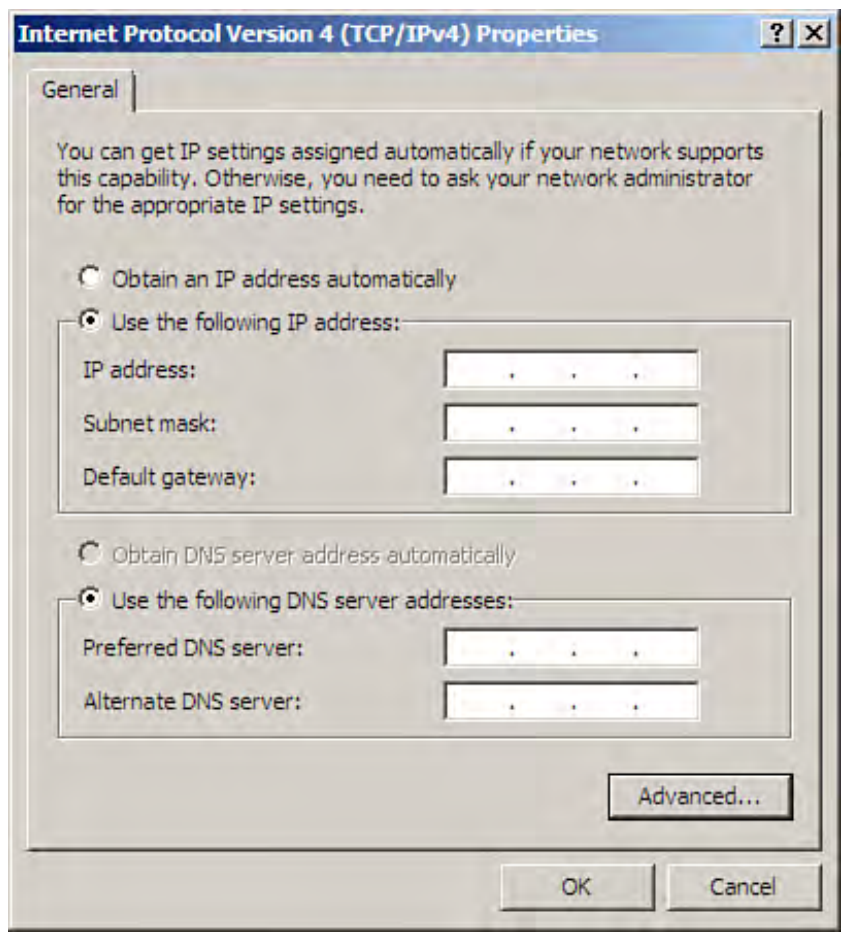 Internet Protocol Version 4 (TCP/IPv4) Properties
General
You can get IP settings assigned automatically if your network supports
this capability. Otherwise, you need to ask your network administrator
for the appropriate IP settings.
Obtain an IP address automatically
Use the following IP address:
IP address: . . .
Subnet mask: . . .
Default gateway: . . .
Obtain DNS server address automatically
Use the following DNS server addresses:
Preferred DNS server: . . .
Alternate DNS server: . . .
Advanced...
OK Cancel